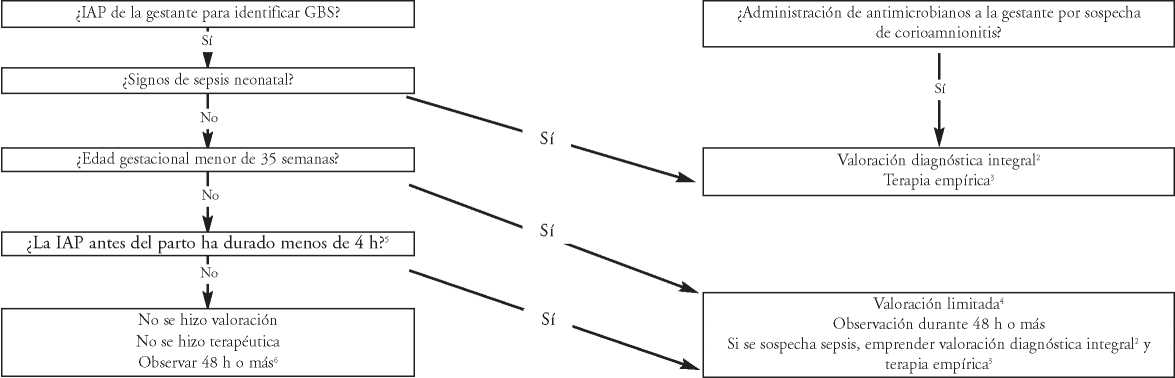 ¿IAP de la gestante para identificar GBS?
Sí
¿Signos de sepsis neonatal?
No
¿Edad gestacional menor de 35 semanas?
No
¿La IAP antes del parto ha durado menos de 4 h?⁵
No
No se hizo valoración
No se hizo terapéutica
Observar 48 h o más⁶
Sí
Sí
Sí
¿Administración de antimicrobianos a la gestante por sospecha
de corioamnionitis?
Sí
Valoración diagnóstica integral²
Terapia empírica³
Valoración limitada⁴
Observación durante 48 h o más
Si se sospecha sepsis, emprender valoración diagnóstica integral² y
terapia empírica³